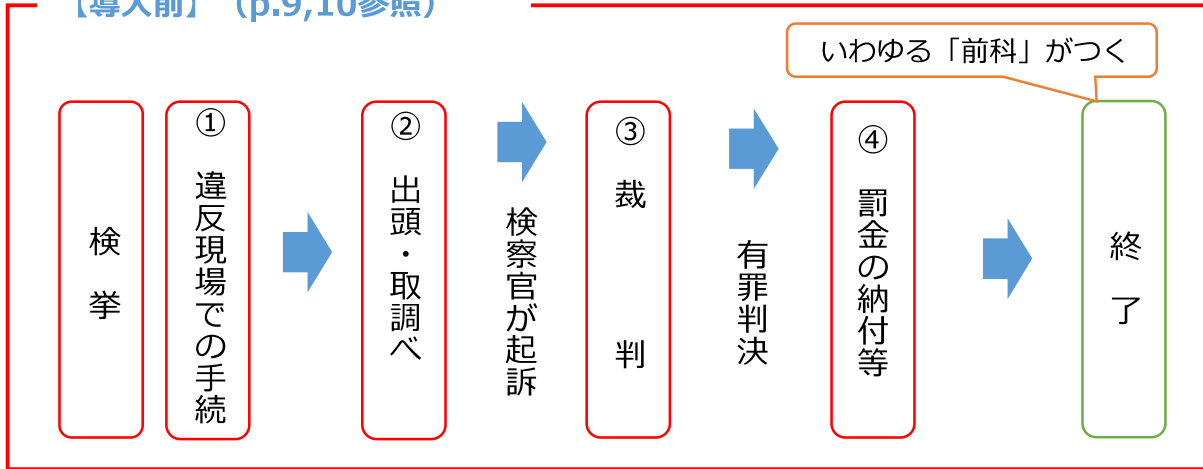 【導入前】（p.9,10参照）
いわゆる「前科」がつく
検挙
① 違反現場での手続
② 出頭・取調べ
検察官が起訴
③ 裁判
有罪判決
④ 罰金の納付等
終了